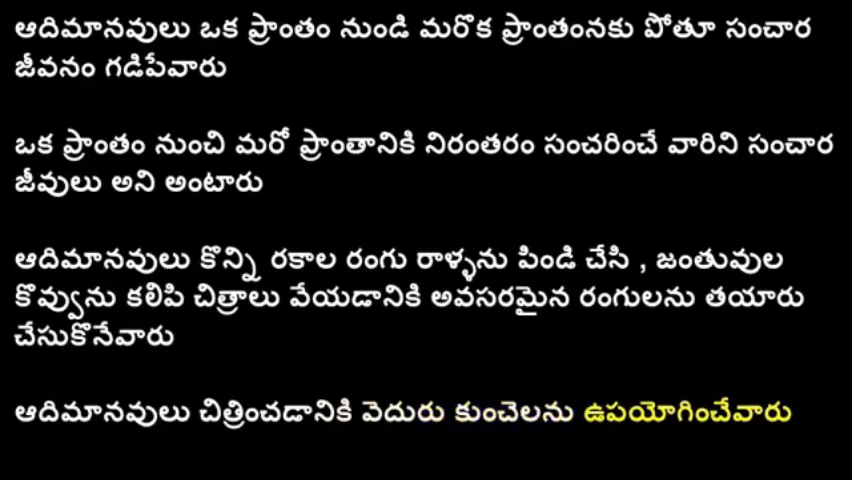 ఆదిమానవులు ఒక ప్రాంతం నుండి మరొక ప్రాంతంనకు పోతూ సంచార
జీవనం గడిపేవారు
ఒక ప్రాంతం నుంచి మరో ప్రాంతానికి నిరంతరం సంచరించే వారిని సంచార
జీవులు అని అంటారు
ఆదిమానవులు కొన్ని రకాల రంగు రాళ్ళను పిండి చేసి , జంతువుల
కొవ్వును కలిపి చిత్రాలు వేయడానికి అవసరమైన రంగులను తయారు
చేసుకొనేవారు
ఆదిమానవులు చిత్రించడానికి వెదురు కుంచెలను ఉపయోగించేవారు